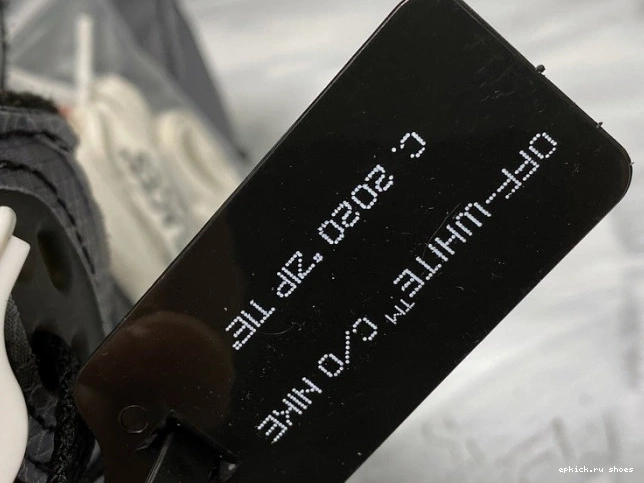 OFF-WHITE™ C/O NIKE
C. 2020 "ZIP TIE"
epkick.ru shoes